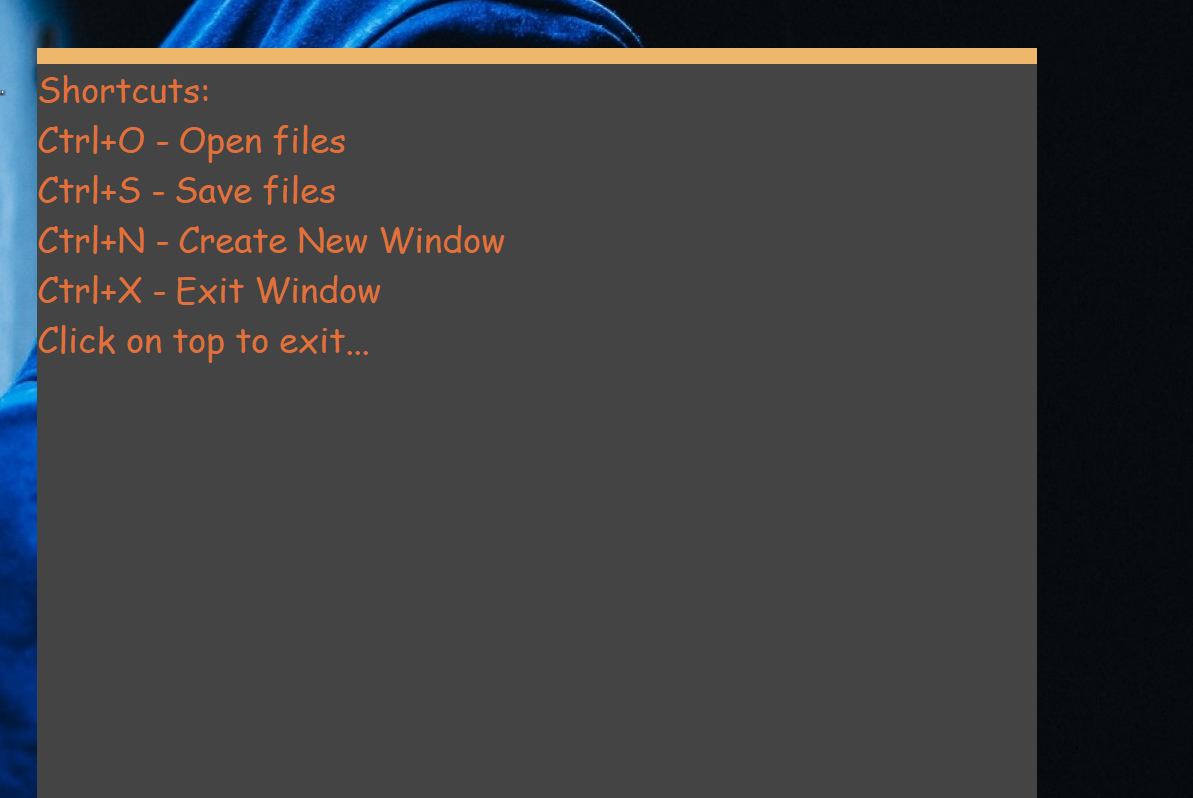 Shortcuts:
Ctrl+O - Open files
Ctrl+S - Save files
Ctrl+N - Create New Window
Ctrl+X - Exit Window
Click on top to exit...